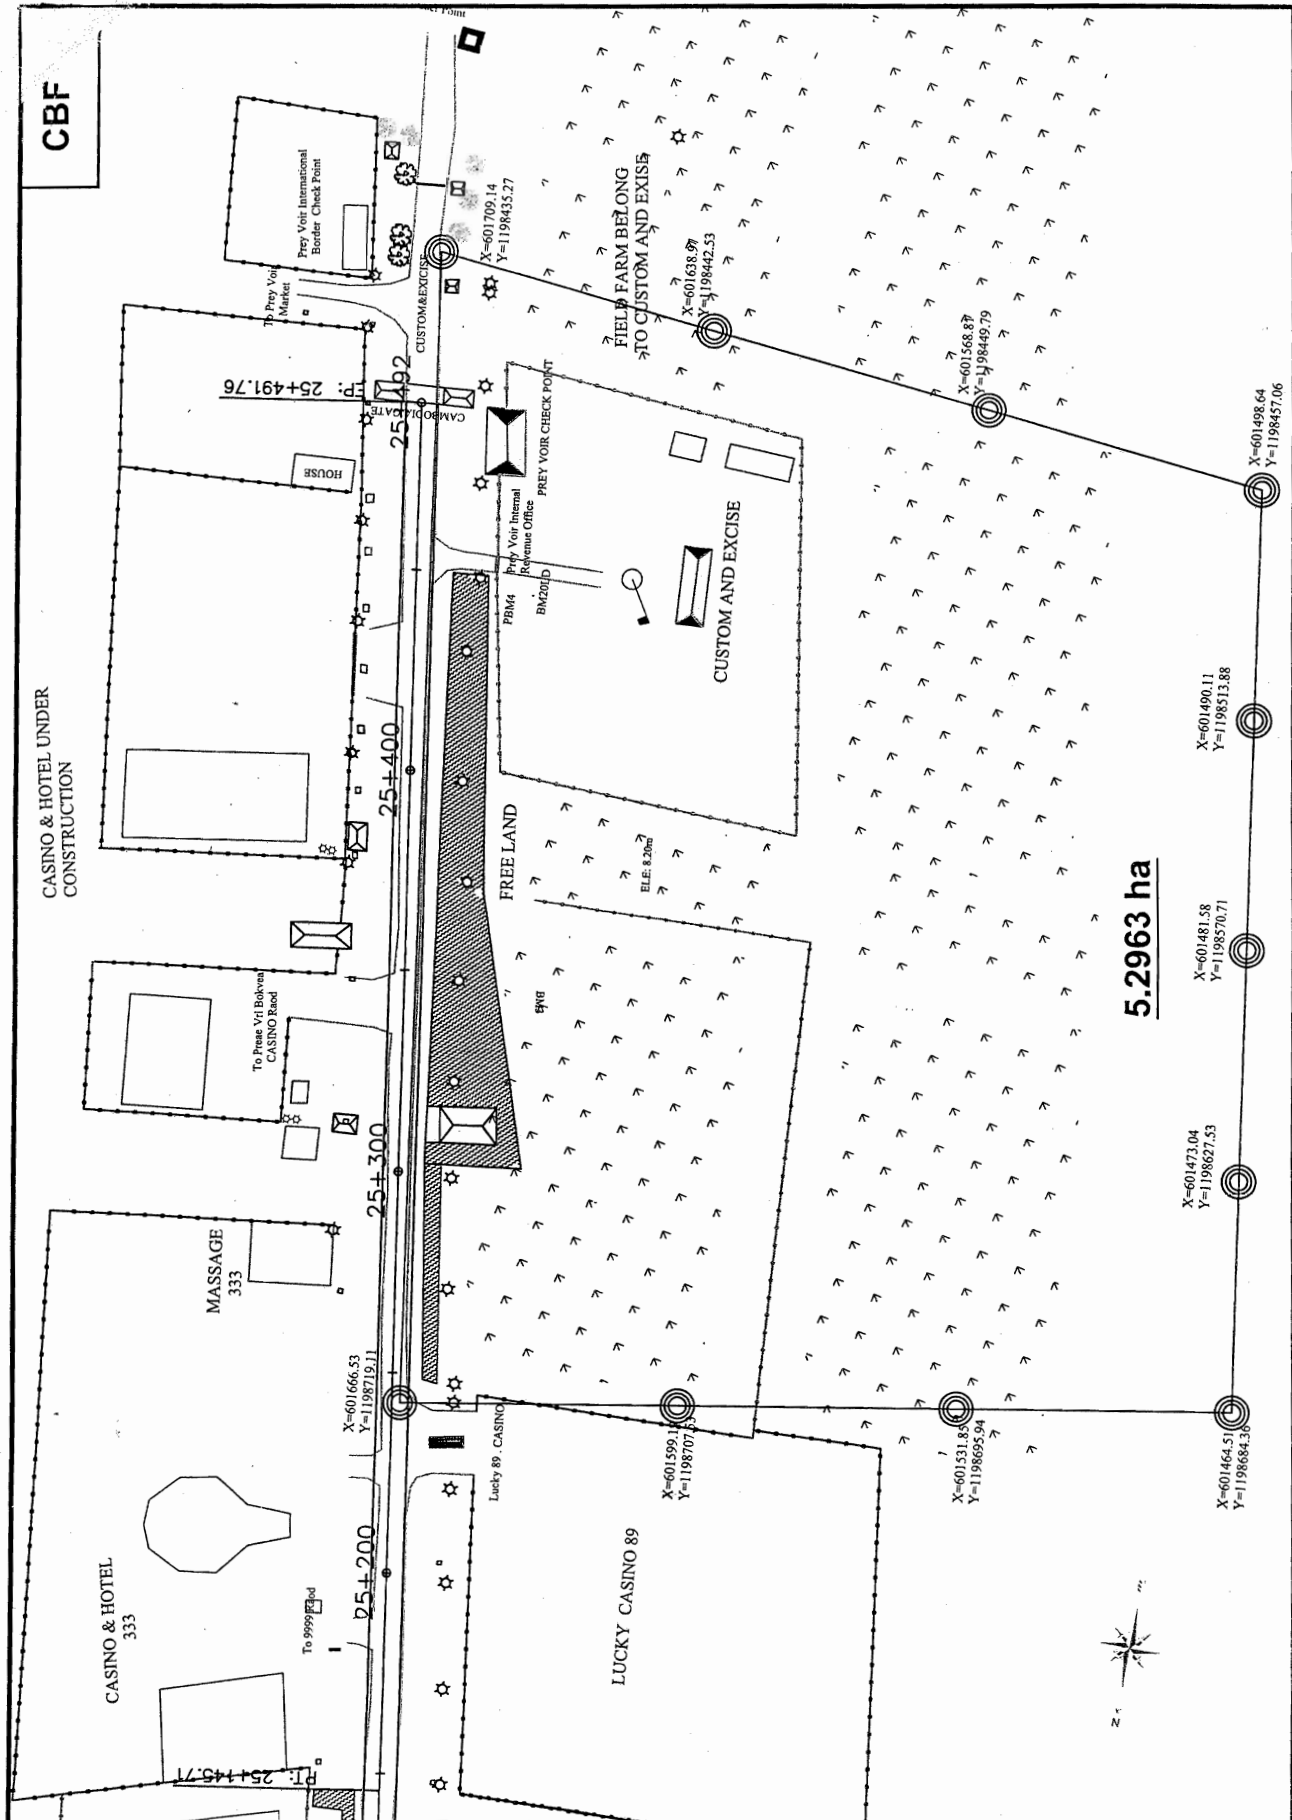 CBF
Prey Voir International
Border Check Point
To Prey Voir
Market
CUSTOM&EXICISE
X=601709.14
Y=1198435.27
FIELD FARM BELONG
TO CUSTOM AND EXISE
X=601638.97
Y=1198442.53
X=601568.87
Y=1198449.79
X=601498.64
Y=1198457.06
EP: 25+491.76
25+492
CAMBODIA GATE
HOUSE
PREY VOIR CHECK POINT
Prey Voir Internal
Revenue Office
PBM4
CUSTOM AND EXCISE
CASINO & HOTEL UNDER
CONSTRUCTION
25+400
FREE LAND
ELE: 8.20m
X=601490.11
Y=1198513.88
X=601481.58
Y=1198570.71
5.2963 ha
To Preae Vrl Bokvea
CASINO Raod
25+300
X=601473.04
Y=1198627.53
MASSAGE
333
X=601666.53
Y=1198719.11
Lucky 89 . CASINO
X=601531.85
Y=1198695.94
X=601464.51
Y=1198684.36
25+200
CASINO & HOTEL
333
To 9999 Raod
LUCKY CASINO 89
PT: 25+145.71
N